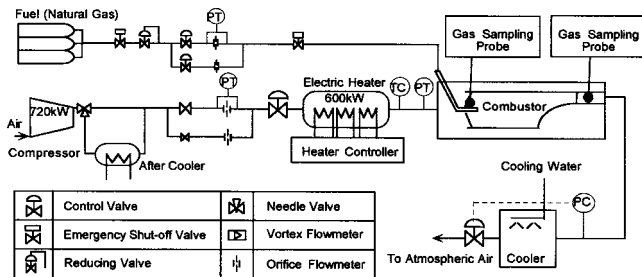 Fuel (Natural Gas)
PT
Gas Sampling
Probe
Gas Sampling
Probe
PT
Electric Heater
600kW
TC
PT
Combustor
720kW
Air
Compressor
After Cooler
Heater Controller
Cooling Water
PC
Cooler
To Atmospheric Air
Control Valve
Needle Valve
Emergency Shut-off Valve
Vortex Flowmeter
Reducing Valve
Orifice Flowmeter